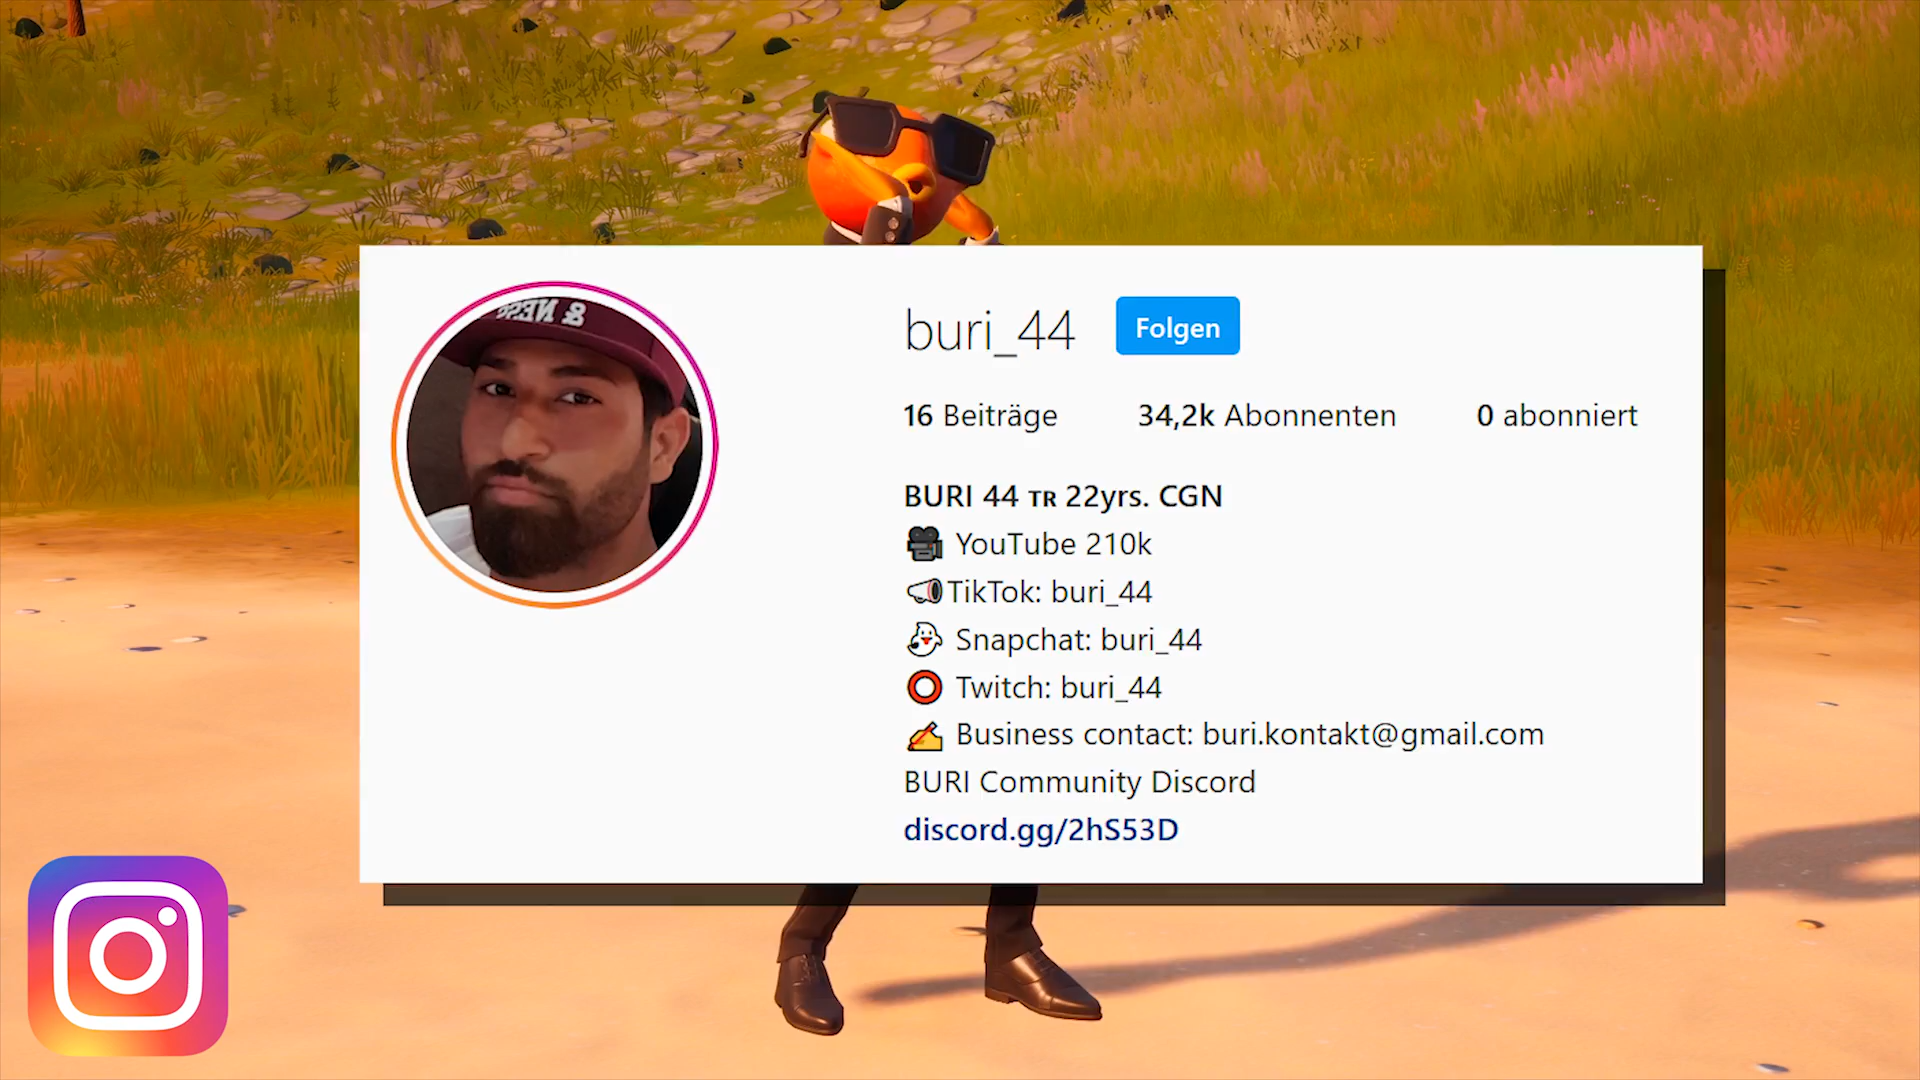 & NESS
buri_44
Folgen
16 Beiträge 34,2k Abonnenten 0 abonniert
BURI 44 TR 22yrs. CGN
YouTube 210k
TikTok: buri_44
Snapchat: buri_44
Twitch: buri_44
Business contact: buri.kontakt@gmail.com
BURI Community Discord
discord.gg/2hS53D